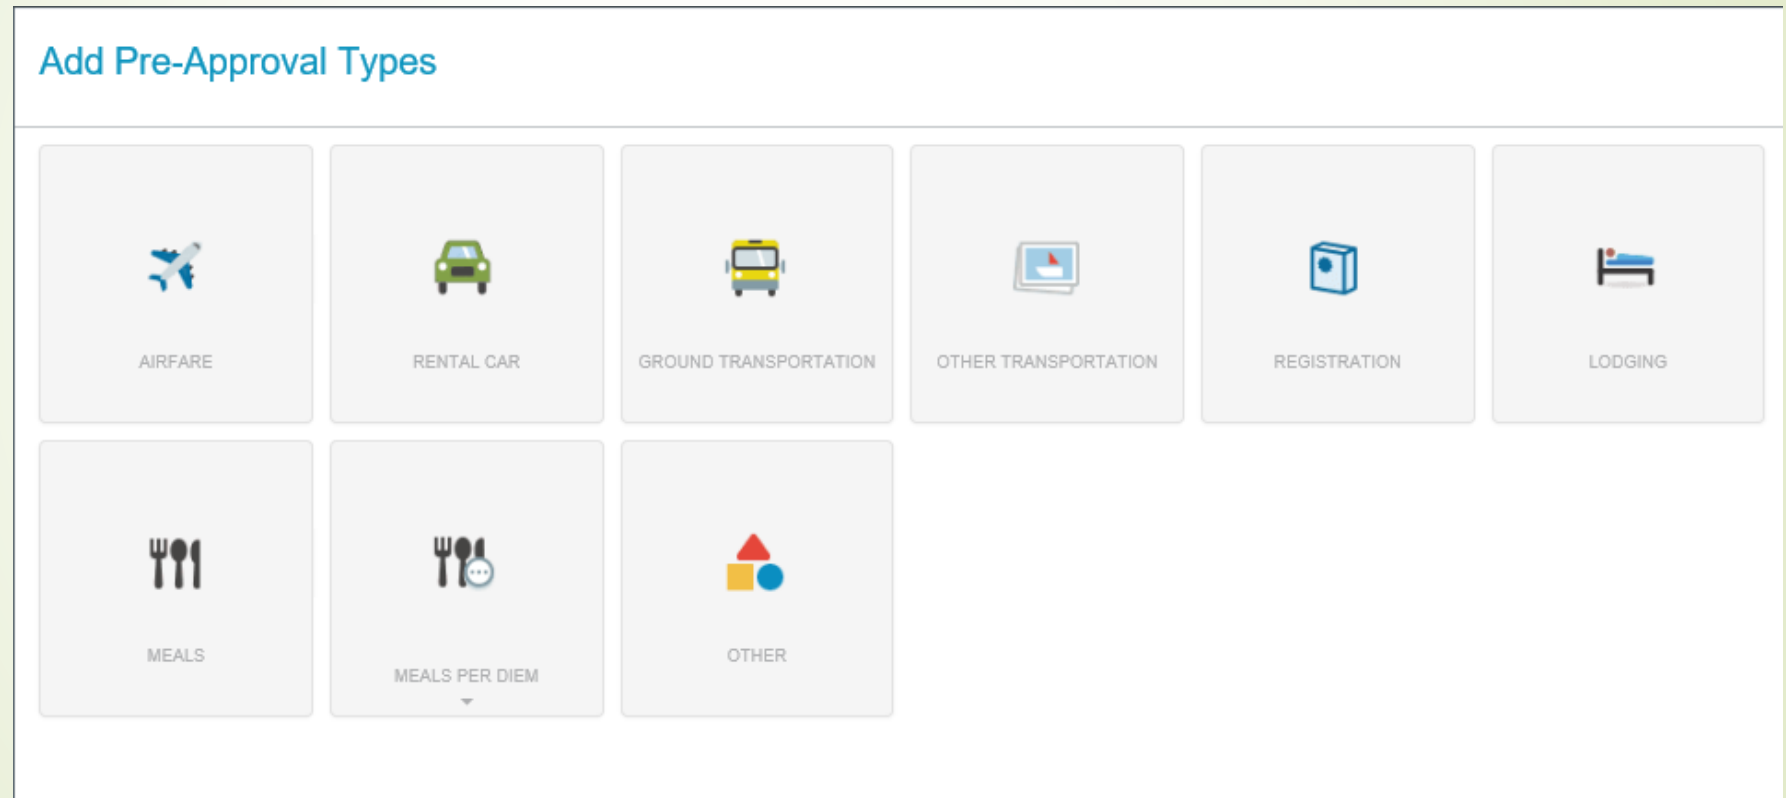 Add Pre-Approval Types
AIRFARE
RENTAL CAR
GROUND TRANSPORTATION
OTHER TRANSPORTATION
REGISTRATION
LODGING
MEALS
MEALS PER DIEM
OTHER